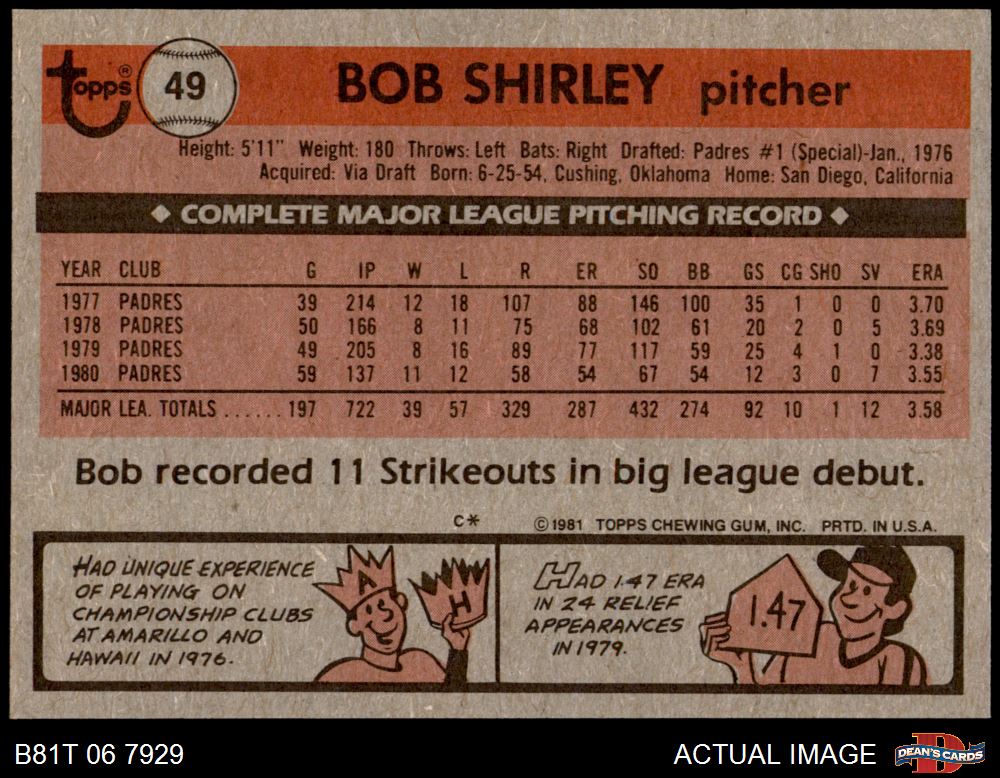 topps® 49 BOB SHIRLEY pitcher
Height: 5'11" Weight: 180 Throws: Left Bats: Right Drafted: Padres #1 (Special)-Jan., 1976
Acquired: Via Draft Born: 6-25-54, Cushing, Oklahoma Home: San Diego, California
◆ COMPLETE MAJOR LEAGUE PITCHING RECORD ◆
YEAR CLUB G IP W L R ER SO BB GS CG SHO SV ERA
1977 PADRES 39 214 12 18 107 88 146 100 35 1 0 0 3.70
1978 PADRES 50 166 8 11 75 68 102 61 20 2 0 5 3.69
1979 PADRES 49 205 8 16 89 77 117 59 25 4 1 0 3.38
1980 PADRES 59 137 11 12 58 54 67 54 12 3 0 7 3.55
MAJOR LEA. TOTALS ...... 197 722 39 57 329 287 432 274 92 10 1 12 3.58
Bob recorded 11 Strikeouts in big league debut.
C* ©1981 TOPPS CHEWING GUM, INC. PRTD. IN U.S.A.
HAD UNIQUE EXPERIENCE
OF PLAYING ON
CHAMPIONSHIP CLUBS
AT AMARILLO AND
HAWAII IN 1976.
A
H
HAD 1.47 ERA
IN 24 RELIEF
APPEARANCES
IN 1979.
1.47
B81T 06 7929
ACTUAL IMAGE
DEAN'S CARDS